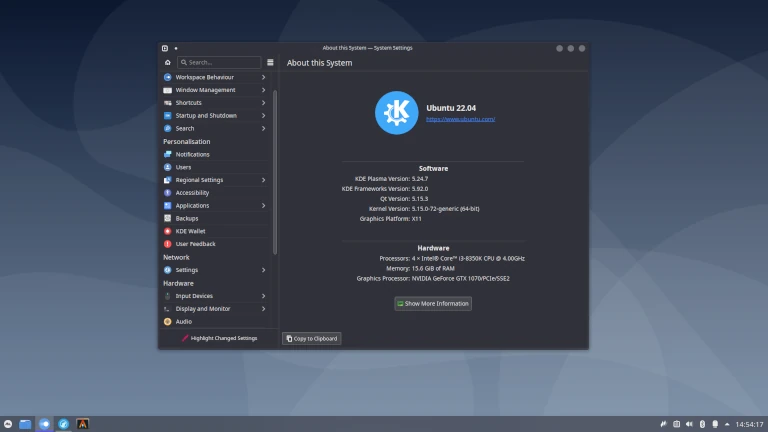 About this System — System Settings
Search...
About this System
Workspace Behaviour
Window Management
Shortcuts
Startup and Shutdown
Search
Personalisation
Notifications
Users
Regional Settings
Accessibility
Applications
Backups
KDE Wallet
User Feedback
Network
Settings
Hardware
Input Devices
Display and Monitor
Audio
Highlight Changed Settings
Ubuntu 22.04
https://www.ubuntu.com/
Software
KDE Plasma Version: 5.24.7
KDE Frameworks Version: 5.92.0
Qt Version: 5.15.3
Kernel Version: 5.15.0-72-generic (64-bit)
Graphics Platform: X11
Hardware
Processors: 4 × Intel® Core™ i3-8350K CPU @ 4.00GHz
Memory: 15.6 GiB of RAM
Graphics Processor: NVIDIA GeForce GTX 1070/PCIe/SSE2
Show More Information
Copy to Clipboard
14:54:17